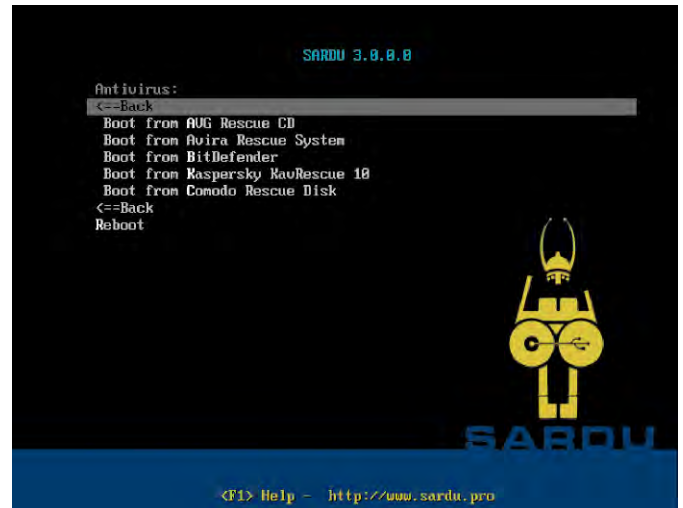 SARDU 3.0.0.0
Antivirus:
<==Back
Boot from AVG Rescue CD
Boot from Avira Rescue System
Boot from BitDefender
Boot from Kaspersky KavRescue 10
Boot from Comodo Rescue Disk
<==Back
Reboot
SARDU
<F1> Help - http://www.sardu.pro